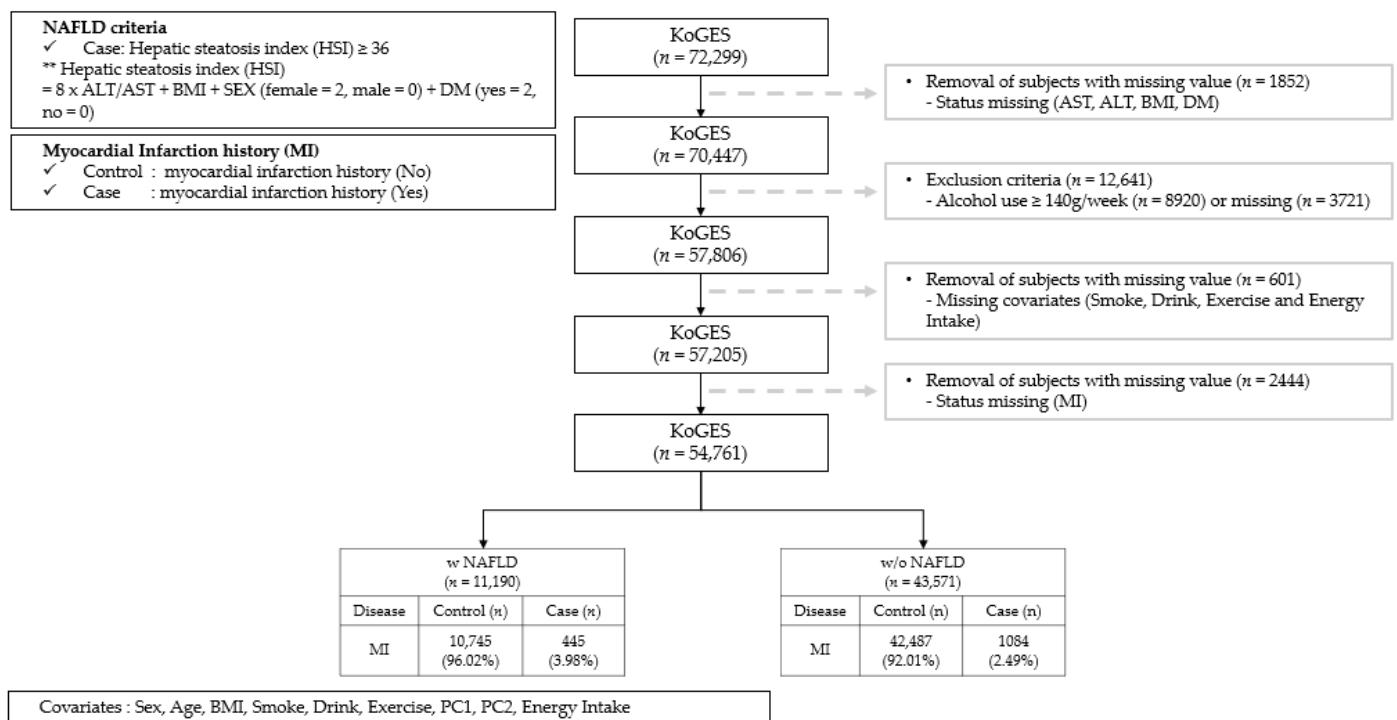 NAFLD criteria
✓ Case: Hepatic steatosis index (HSI) ≥ 36
** Hepatic steatosis index (HSI)
= 8 x ALT/AST + BMI + SEX (female = 2, male = 0) + DM (yes = 2,
no = 0)
Myocardial Infarction history (MI)
✓ Control : myocardial infarction history (No)
✓ Case : myocardial infarction history (Yes)
KoGES
(n = 72,299)
• Removal of subjects with missing value (n = 1852)
- Status missing (AST, ALT, BMI, DM)
KoGES
(n = 70,447)
• Exclusion criteria (n = 12,641)
- Alcohol use ≥ 140g/week (n = 8920) or missing (n = 3721)
KoGES
(n = 57,806)
• Removal of subjects with missing value (n = 601)
- Missing covariates (Smoke, Drink, Exercise and Energy
Intake)
KoGES
(n = 57,205)
• Removal of subjects with missing value (n = 2444)
- Status missing (MI)
KoGES
(n = 54,761)
w NAFLD
(n = 11,190)
Disease Control (n) Case (n)
MI 10,745 445
(96.02%) (3.98%)
w/o NAFLD
(n = 43,571)
Disease Control (n) Case (n)
MI 42,487 1084
(92.01%) (2.49%)
Covariates : Sex, Age, BMI, Smoke, Drink, Exercise, PC1, PC2, Energy Intake